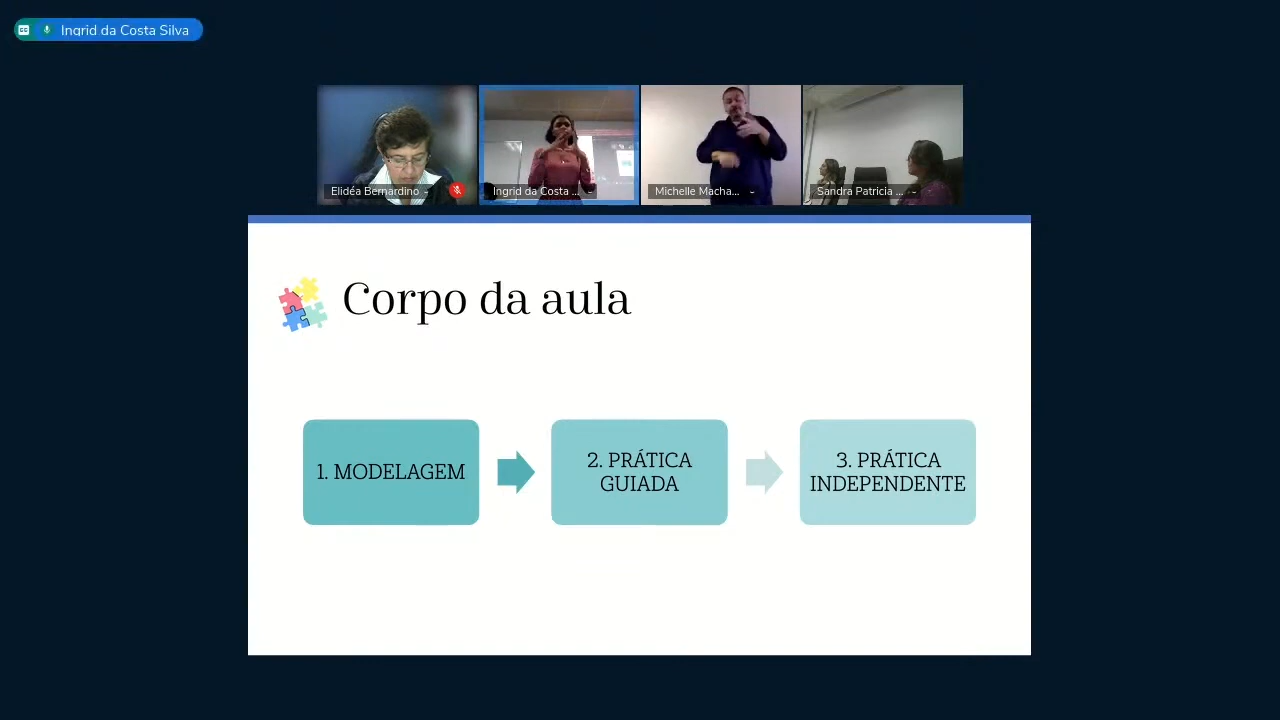 Ingrid da Costa Silva
Elidéa Bernardino
Ingrid da Costa ...
Michelle Macha...
Sandra Patricia ...
Corpo da aula
1. MODELAGEM
2. PRÁTICA
GUIADA
3. PRÁTICA
INDEPENDENTE